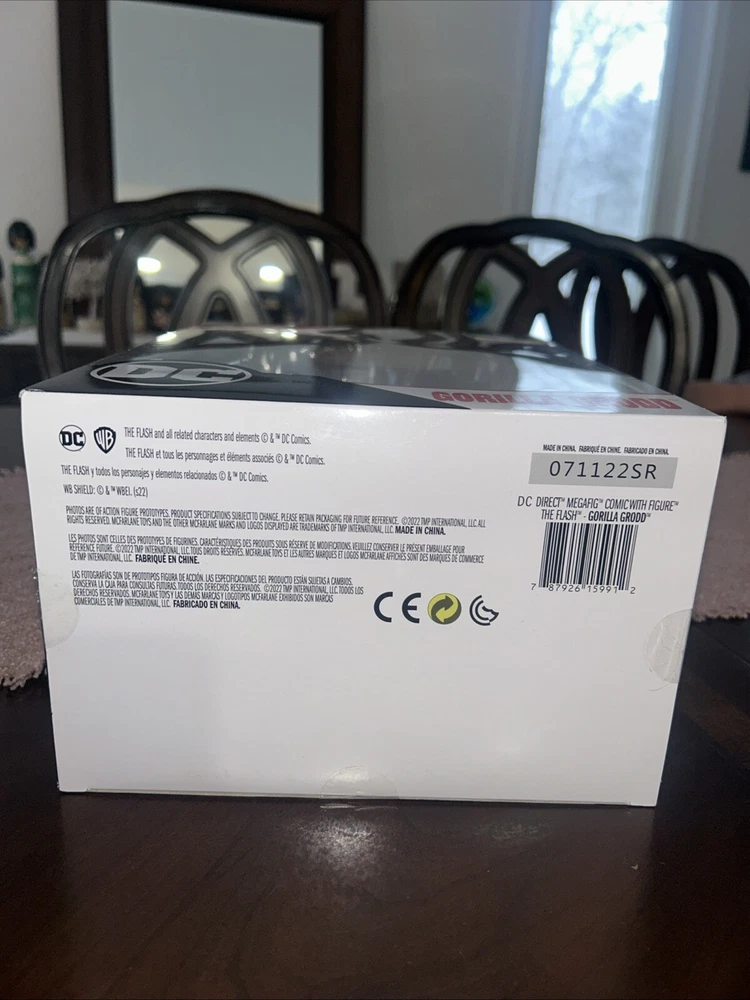 DC
GORILLA GRODD
DC WB THE FLASH and all related characters and elements © & ™ DC Comics.
THE FLASH et tous les personnages et éléments associés © & ™ DC Comics.
THE FLASH y todos los personajes y elementos relacionados © & ™ DC Comics.
WB SHIELD: © & ™ WBEI. (s22)
PHOTOS ARE OF ACTION FIGURE PROTOTYPES. PRODUCT SPECIFICATIONS SUBJECT TO CHANGE. PLEASE RETAIN PACKAGING FOR FUTURE REFERENCE. ©2022 TMP INTERNATIONAL, LLC. ALL
RIGHTS RESERVED. MCFARLANE TOYS AND THE OTHER MCFARLANE MARKS AND LOGOS DISPLAYED ARE TRADEMARKS OF TMP INTERNATIONAL, LLC. MADE IN CHINA.
LES PHOTOS SONT CELLES DES PROTOTYPES DE FIGURINES. CARACTÉRISTIQUES DES PRODUITS SOUS RÉSERVE DE MODIFICATIONS. VEUILLEZ CONSERVER LE PRÉSENT EMBALLAGE POUR
RÉFÉRENCE FUTURE. ©2022 TMP INTERNATIONAL, LLC. TOUS DROITS RÉSERVÉS. MCFARLANE TOYS ET LES AUTRES MARQUES ET LOGOS MCFARLANE AFFICHÉS SONT DES MARQUES DE COMMERCE
DE TMP INTERNATIONAL, LLC. FABRIQUÉ EN CHINE.
LAS FOTOGRAFÍAS SON DE PROTOTIPOS FIGURA DE ACCIÓN. LAS ESPECIFICACIONES DEL PRODUCTO ESTÁN SUJETAS A CAMBIOS.
CONSERVE LA CAJA PARA CONSULTAS FUTURAS. TODOS LOS DERECHOS RESERVADOS. ©2022 TMP INTERNATIONAL, LLC. TODOS LOS
DERECHOS RESERVADOS. MCFARLANE TOYS Y LAS DEMÁS MARCAS Y LOGOTIPOS MCFARLANE EXHIBIDOS SON MARCAS
COMERCIALES DE TMP INTERNATIONAL, LLC. FABRICADO EN CHINA.
CE
MADE IN CHINA. FABRIQUÉ EN CHINE. FABRICADO EN CHINA.
071122SR
DC DIRECT™ MEGAFIG™ COMIC WITH FIGURE™
THE FLASH™ - GORILLA GRODD™
7 87926 15991 2